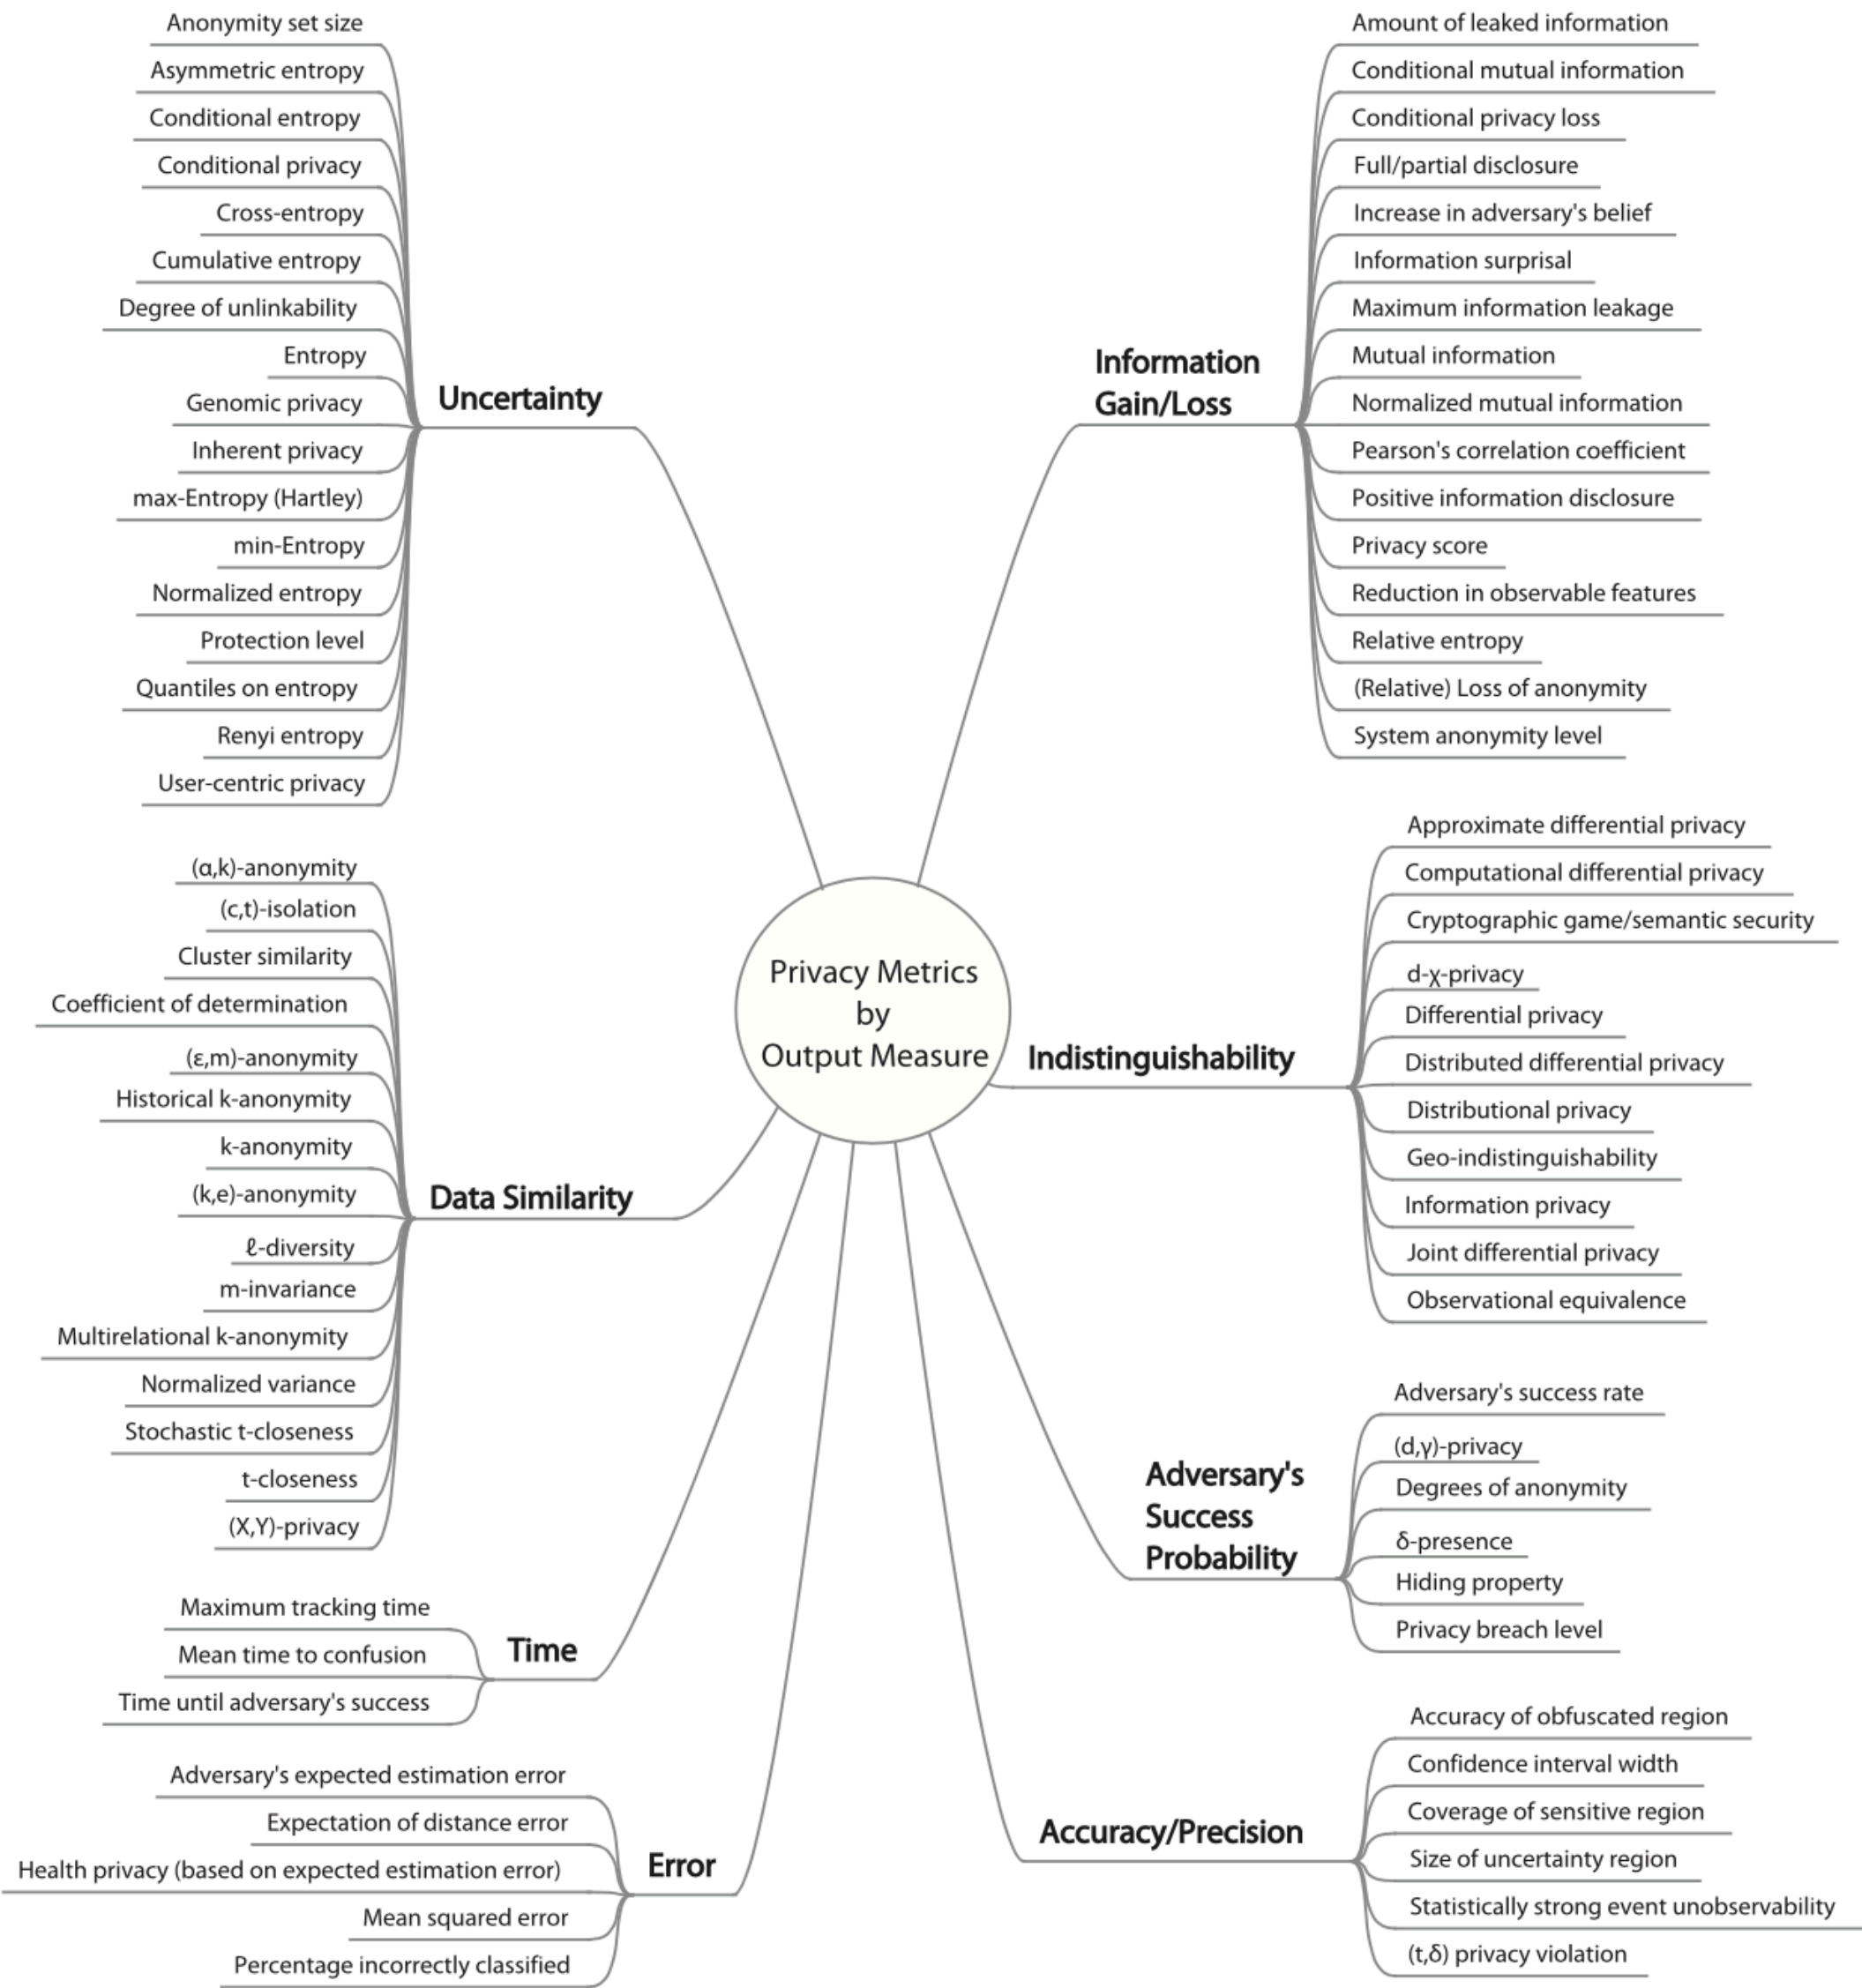 Privacy Metrics
by
Output Measure
Uncertainty
Anonymity set size
Asymmetric entropy
Conditional entropy
Conditional privacy
Cross-entropy
Cumulative entropy
Degree of unlinkability
Entropy
Genomic privacy
Inherent privacy
max-Entropy (Hartley)
min-Entropy
Normalized entropy
Protection level
Quantiles on entropy
Renyi entropy
User-centric privacy
Data Similarity
(α,k)-anonymity
(c,t)-isolation
Cluster similarity
Coefficient of determination
(ε,m)-anonymity
Historical k-anonymity
k-anonymity
(k,e)-anonymity
ℓ-diversity
m-invariance
Multirelational k-anonymity
Normalized variance
Stochastic t-closeness
t-closeness
(X,Y)-privacy
Time
Maximum tracking time
Mean time to confusion
Time until adversary's success
Error
Adversary's expected estimation error
Expectation of distance error
Health privacy (based on expected estimation error)
Mean squared error
Percentage incorrectly classified
Information
Gain/Loss
Amount of leaked information
Conditional mutual information
Conditional privacy loss
Full/partial disclosure
Increase in adversary's belief
Information surprisal
Maximum information leakage
Mutual information
Normalized mutual information
Pearson's correlation coefficient
Positive information disclosure
Privacy score
Reduction in observable features
Relative entropy
(Relative) Loss of anonymity
System anonymity level
Indistinguishability
Approximate differential privacy
Computational differential privacy
Cryptographic game/semantic security
d-χ-privacy
Differential privacy
Distributed differential privacy
Distributional privacy
Geo-indistinguishability
Information privacy
Joint differential privacy
Observational equivalence
Adversary's
Success
Probability
Adversary's success rate
(d,γ)-privacy
Degrees of anonymity
δ-presence
Hiding property
Privacy breach level
Accuracy/Precision
Accuracy of obfuscated region
Confidence interval width
Coverage of sensitive region
Size of uncertainty region
Statistically strong event unobservability
(t,δ) privacy violation